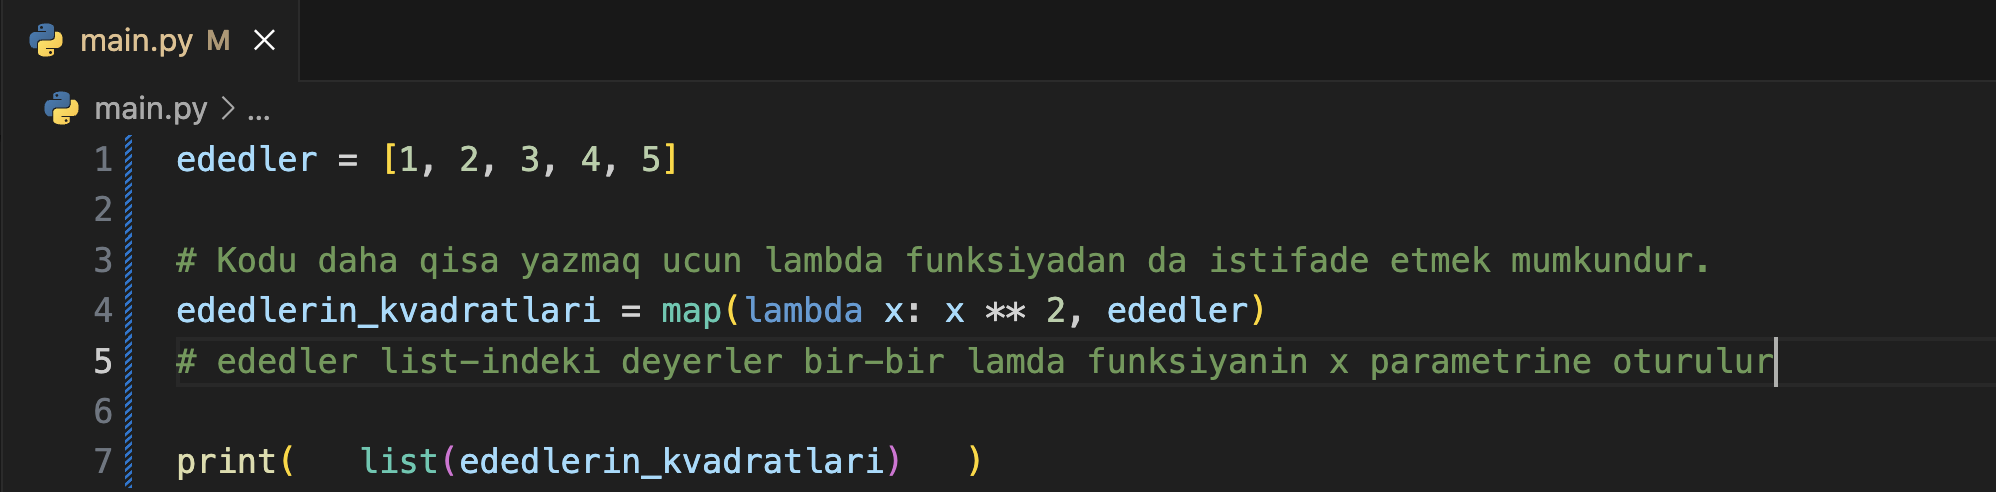 main.py M
main.py > ...
1 ededler = [1, 2, 3, 4, 5]
2
3 # Kodu daha qisa yazmaq ucun lambda funksiyadan da istifade etmek mumkundur.
4 ededlerin_kvadratlari = map(lambda x: x ** 2, ededler)
5 # ededler list-indeki deyerler bir-bir lamda funksiyanin x parametrine oturulur
6
7 print(   list(ededlerin_kvadratlari)   )